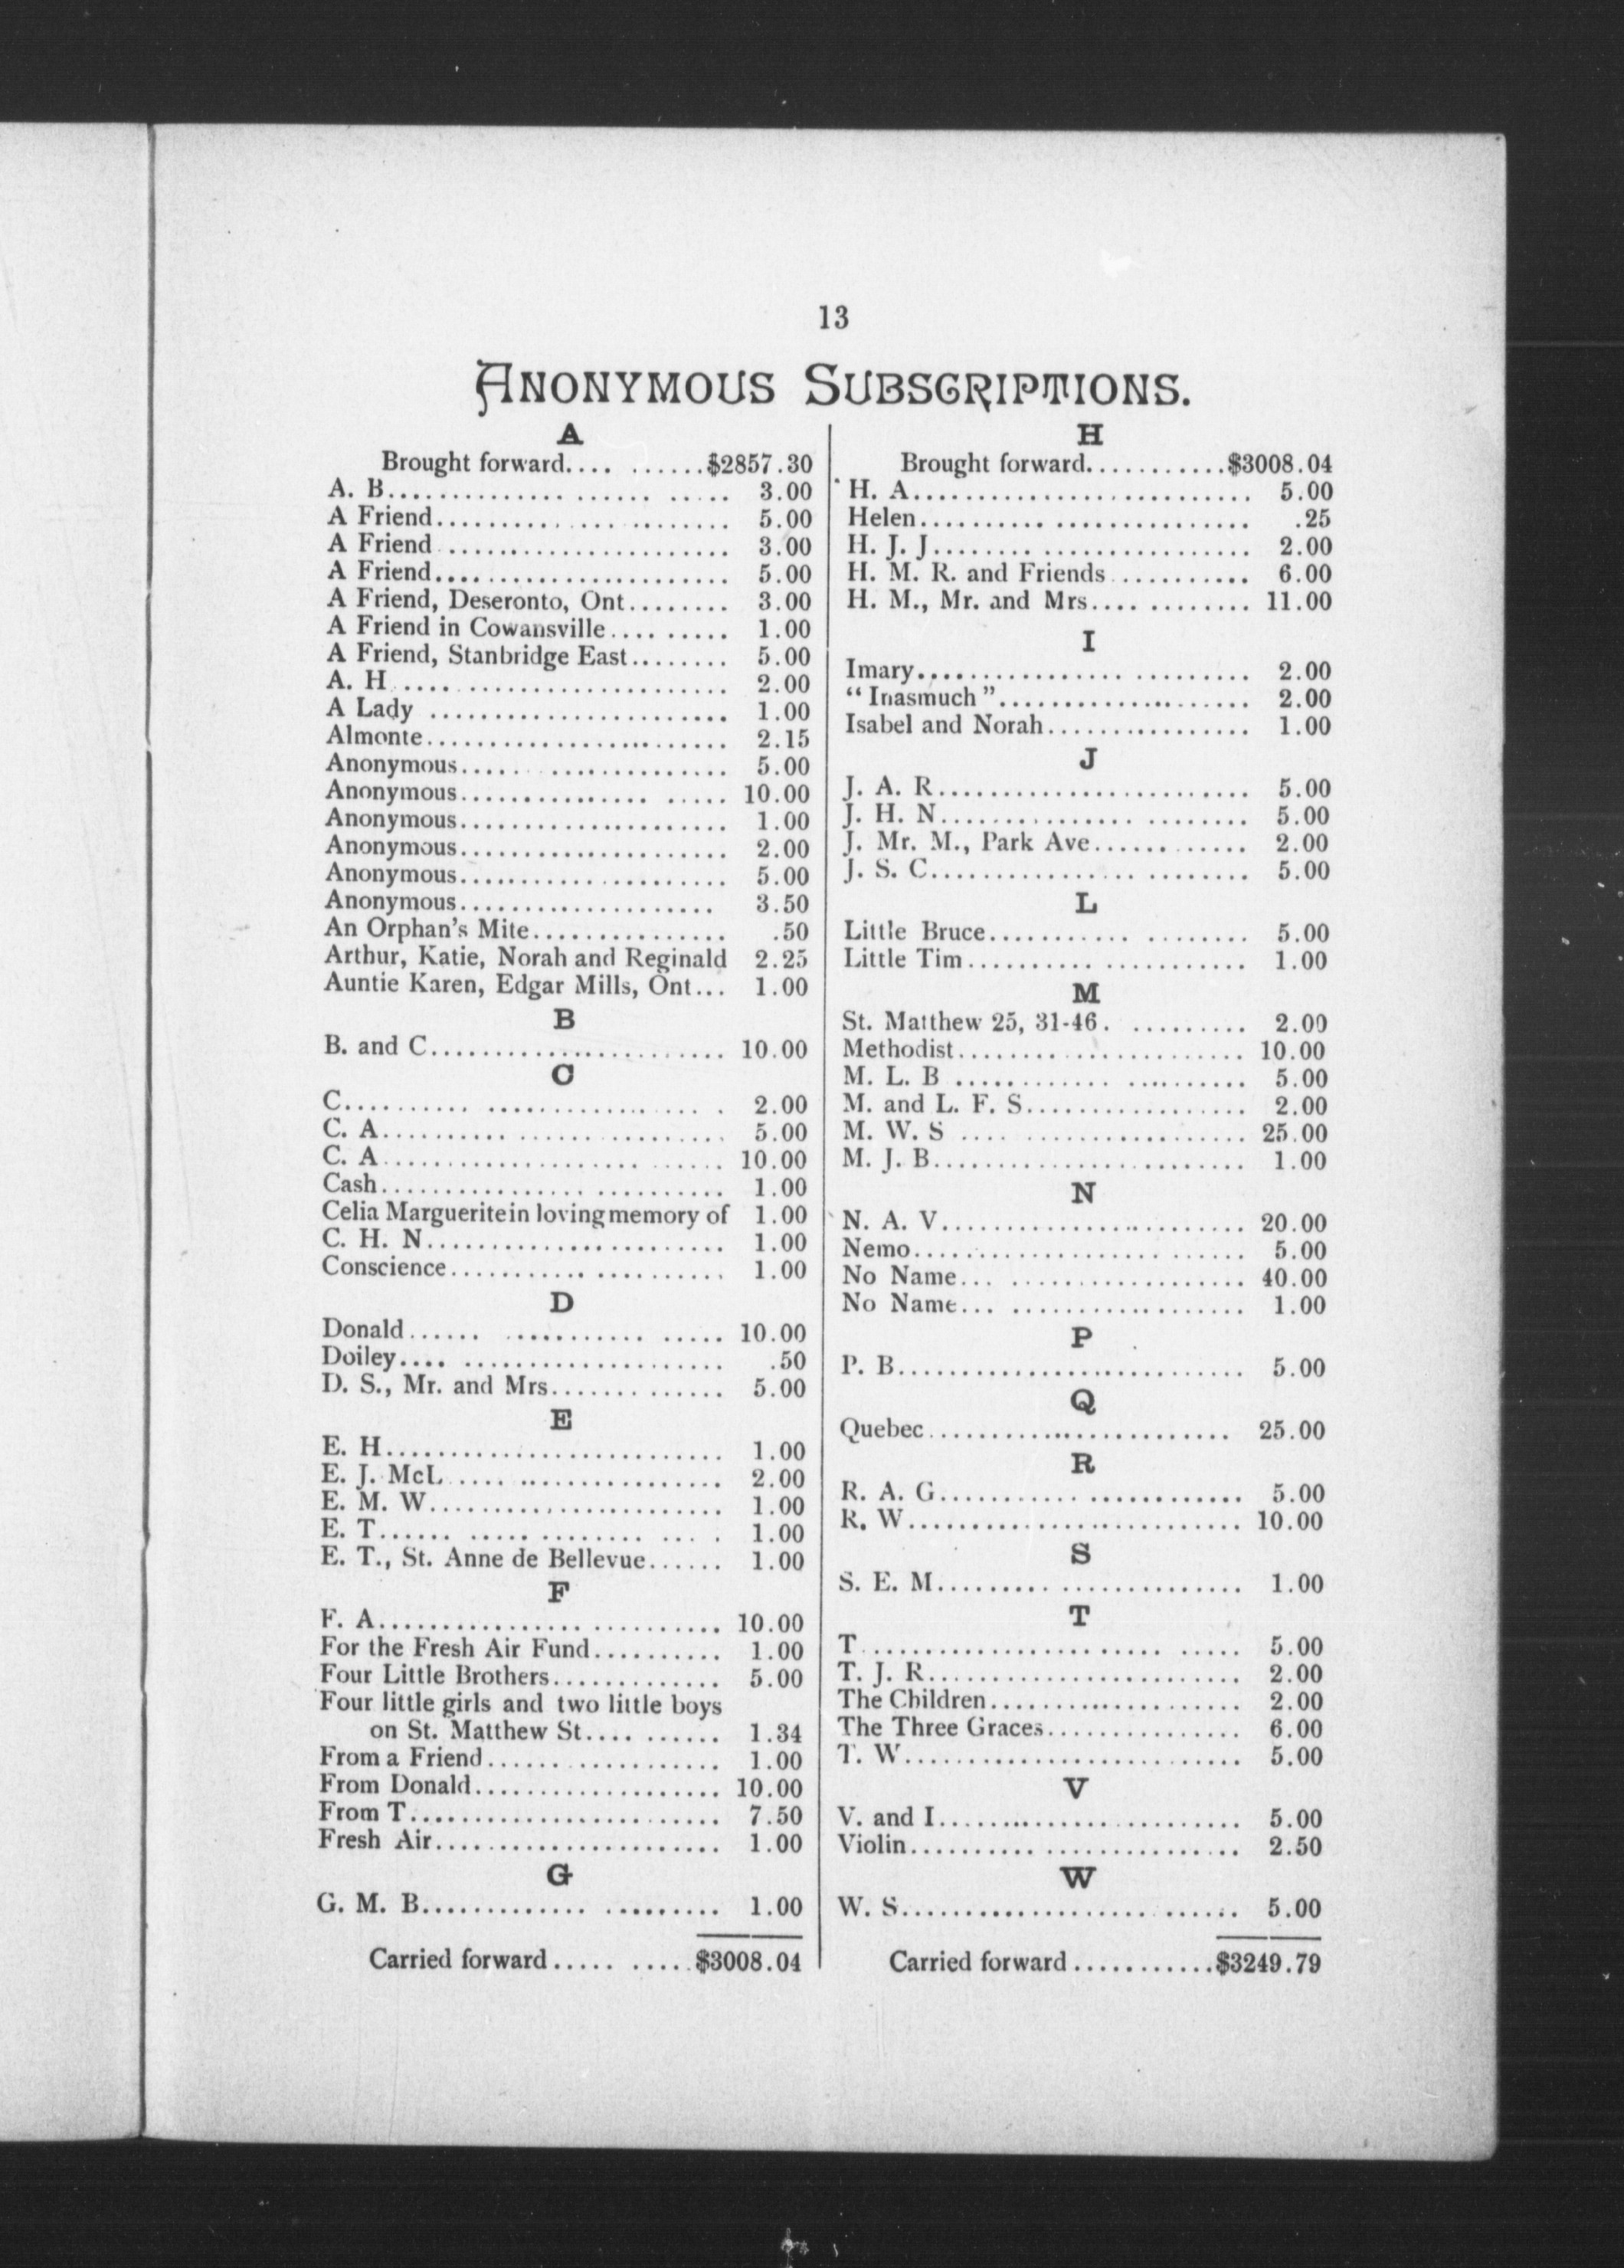 13
ANONYMOUS SUBSCRIPTIONS.
A
Brought forward.... ......$2857.30
A. B.................. ...... ..... 3.00
A Friend........................ 5.00
A Friend ....................... 3.00
A Friend........................ 5.00
A Friend, Deseronto, Ont........ 3.00
A Friend in Cowansville.... ..... 1.00
A Friend, Stanbridge East........ 5.00
A. H .... ..................... 2.00
A Lady ........................ 1.00
Almonte........................ 2.15
Anonymous..... .............. 5.00
Anonymous............... ..... 10.00
Anonymous..................... 1.00
Anonymous..................... 2.00
Anonymous..................... 5.00
Anonymous.................... 3.50
An Orphan's Mite............... .50
Arthur, Katie, Norah and Reginald 2.25
Auntie Karen, Edgar Mills, Ont... 1.00
B
B. and C....................... 10.00
C
C.......... .................. . 2.00
C. A.......... ................ 5.00
C. A.................... ...... 10.00
Cash................ .......... 1.00
Celia Marguerite in loving memory of 1.00
C. H. N........................ 1.00
Conscience........... .......... 1.00
D
Donald...... ........... ..... 10.00
Doiley.... .................... .50
D. S., Mr. and Mrs....... ...... 5.00
E
E. H........................... 1.00
E. J. McL .... ................ 2.00
E. M. W....................... 1.00
E. T...... ..... ........ ... . 1.00
E. T., St. Anne de Bellevue...... 1.00
F
F. A................ .......... 10.00
For the Fresh Air Fund.......... 1.00
Four Little Brothers............. 5.00
Four little girls and two little boys
on St. Matthew St.... ...... 1.34
From a Friend................... 1.00
From Donald.................... 10.00
From T......................... 7.50
Fresh Air....................... 1.00
G
G. M. B............. ......... 1.00
Carried forward ..... .....$3008.04
H
Brought forward...........$3008.04
H. A........................... 5.00
Helen.......... ............... .25
H. J. J........ ................ 2.00
H. M. R. and Friends ........... 6.00
H. M., Mr. and Mrs.... ........ 11.00
I
Imary................ ......... 2.00
“ Inasmuch ”.................... 2.00
Isabel and Norah................ 1.00
J
J. A. R......................... 5.00
J. H. N............... ........ 5.00
J. Mr. M., Park Ave............ 2.00
J. S. C................ ........ 5.00
L
Little Bruce........... ........ 5.00
Little Tim.......... ........... 1.00
M
St. Matthew 25, 31-46. ......... 2.00
Methodist....................... 10.00
M. L. B ............ .......... 5.00
M. and L. F. S.................. 2.00
M. W. S .... .................. 25.00
M. J. B......................... 1.00
N
N. A. V........................ 20.00
Nemo................... ...... 5.00
No Name... ................... 40.00
No Name... ................... 1.00
P
P. B............................ 5.00
Q
Quebec........................ 25.00
R
R. A. G........... ............ 5.00
R. W.......................... 10.00
S
S. E. M......... .............. 1.00
T
T ........................ ..... 5.00
T. J. R......................... 2.00
The Children.................... 2.00
The Three Graces............... 6.00
T. W........................... 5.00
V
V. and I........................ 5.00
Violin.......... ............... 2.50
W
W. S.................... ...... 5.00
Carried forward ...........$3249.79